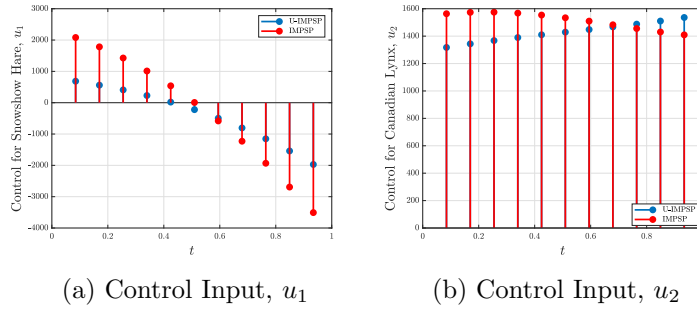 3000
2000
1000
0
-1000
-2000
-3000
-4000
0
0.2
0.4
0.6
0.8
1
t
Control for Snowshow Hare, u₁
U-IMPSP
IMPSP
(a) Control Input, u₁
1600
1400
1200
1000
800
600
400
200
0
0
0.2
0.4
0.6
0.8
t
Control for Canadian Lynx, u₂
U-IMPSP
IMPSP
(b) Control Input, u₂